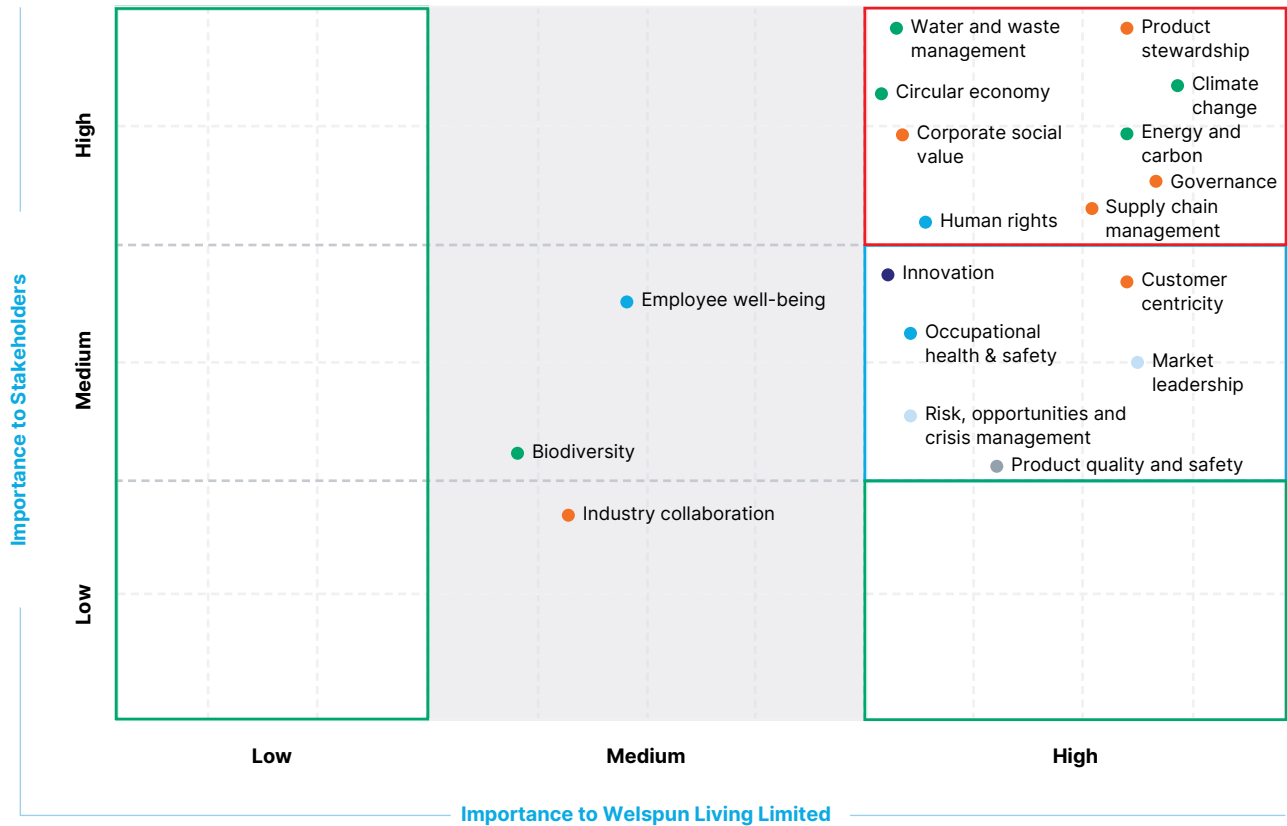 Importance to Stakeholders
High
Medium
Low
Water and waste
management
Product
stewardship
Circular economy
Climate
change
Corporate social
value
Energy and
carbon
Governance
Human rights
Supply chain
management
Innovation
Customer
centricity
Employee well-being
Occupational
health & safety
Market
leadership
Risk, opportunities and
crisis management
Biodiversity
Product quality and safety
Industry collaboration
Low
Medium
High
Importance to Welspun Living Limited